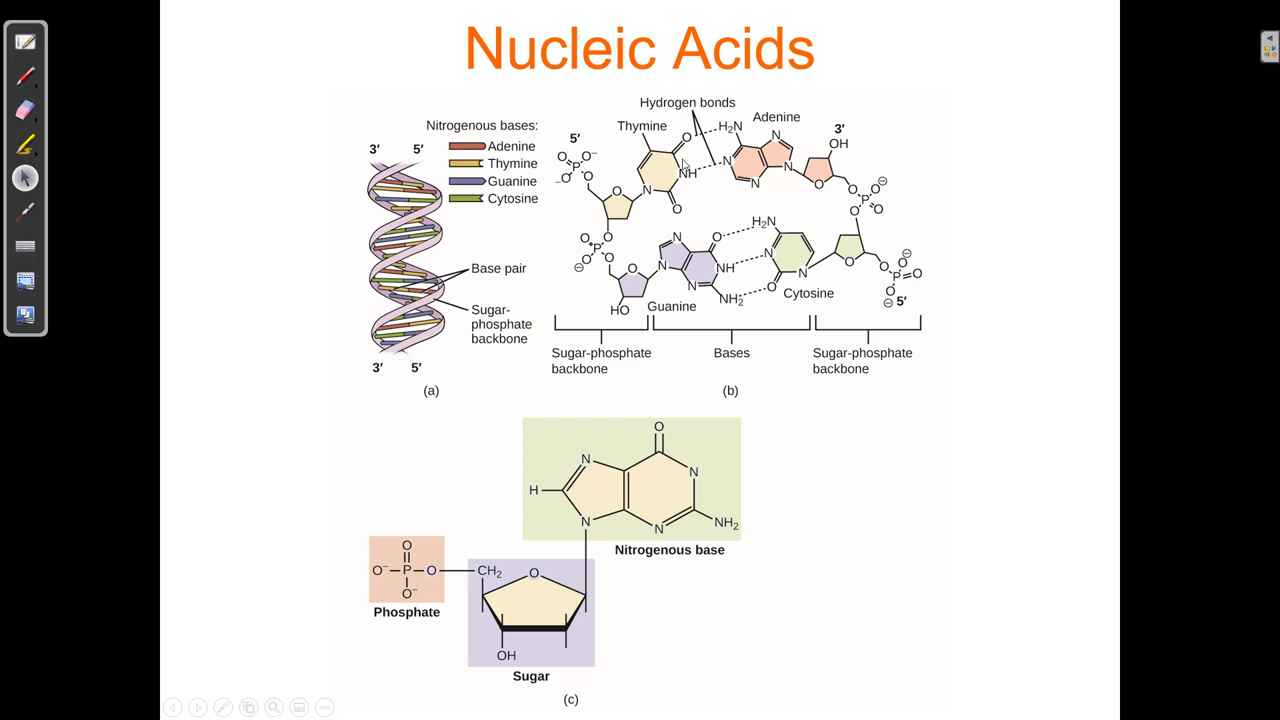 Nucleic Acids
Nitrogenous bases:
Adenine
Thymine
Guanine
Cytosine
3′ 5′
Base pair
Sugar-
phosphate
backbone
3′ 5′
(a)
Hydrogen bonds
Thymine
Adenine
5′
3′
O
H₂N
OH
O
O⁻
P
⁻O
O
N
N
NH
N
N
N
O
O
O
O
O
⊖
P
O
O
O
H₂N
O
P
O
⊖
O
N
O
NH
N
O
N
N
NH₂
N
N
O
O
O
⊖
P
O
⊖ 5′
HO
Guanine
Cytosine
Sugar-phosphate
backbone
Bases
Sugar-phosphate
backbone
(b)
O
N
N
H
N
N
NH₂
Nitrogenous base
O
O⁻
P
O
O⁻
Phosphate
CH₂
O
OH
Sugar
(c)